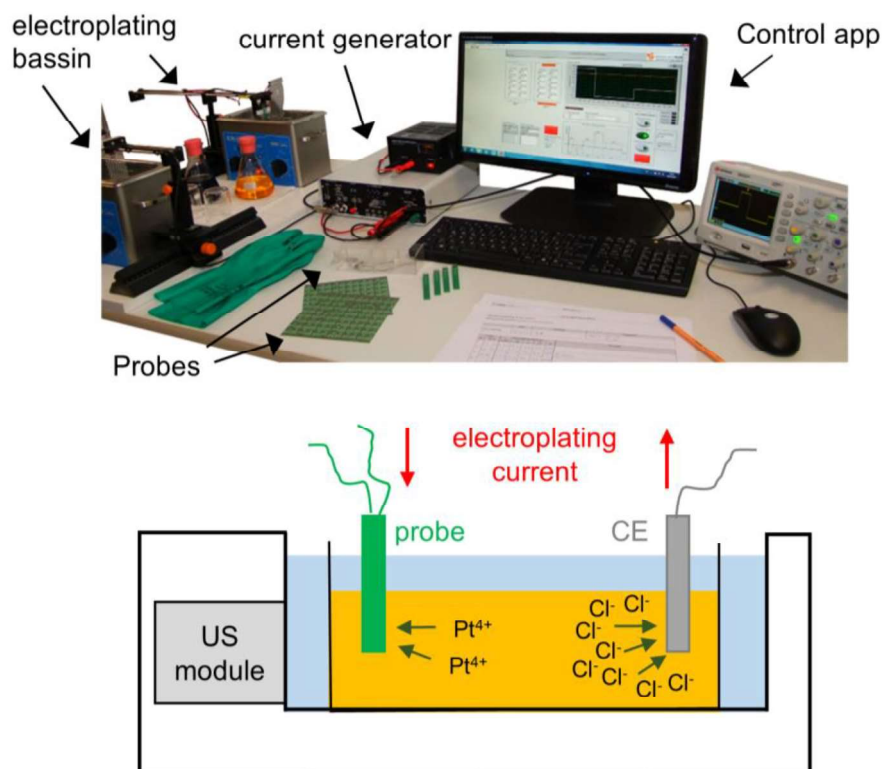 electroplating
bassin
current generator
Control app
Probes
electroplating
current
probe
CE
US
module
Pt⁴⁺
Pt⁴⁺
Cl⁻ Cl⁻
Cl⁻
Cl⁻
Cl⁻ Cl⁻
Cl⁻ Cl⁻